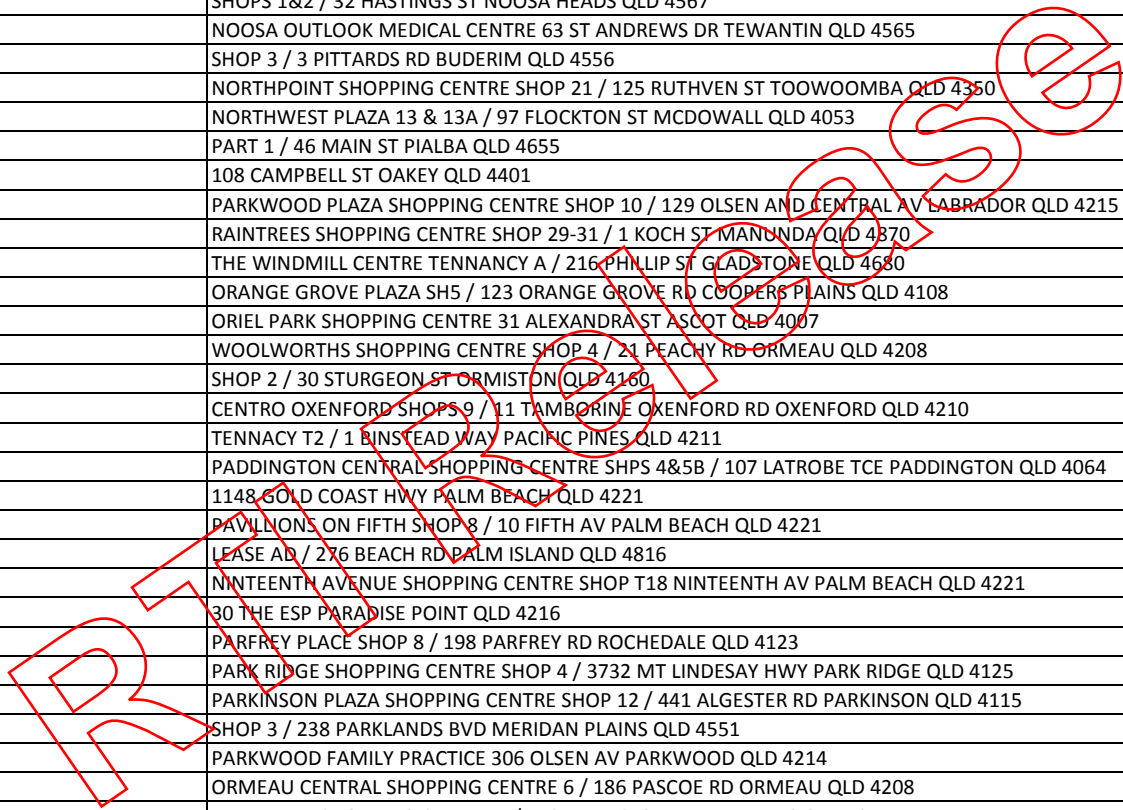 SHOPS 1&2 / 32 HASTINGS ST NOOSA HEADS QLD 4567
NOOSA OUTLOOK MEDICAL CENTRE 63 ST ANDREWS DR TEWANTIN QLD 4565
SHOP 3 / 3 PITTARDS RD BUDERIM QLD 4556
NORTHPOINT SHOPPING CENTRE SHOP 21 / 125 RUTHVEN ST TOOWOOMBA QLD 4350
NORTHWEST PLAZA 13 & 13A / 97 FLOCKTON ST MCDOWALL QLD 4053
PART 1 / 46 MAIN ST PIALBA QLD 4655
108 CAMPBELL ST OAKEY QLD 4401
PARKWOOD PLAZA SHOPPING CENTRE SHOP 10 / 129 OLSEN AND CENTRAL AV LABRADOR QLD 4215
RAINTREES SHOPPING CENTRE SHOP 29-31 / 1 KOCH ST MANUNDA QLD 4870
THE WINDMILL CENTRE TENNANCY A / 216 PHILLIP ST GLADSTONE QLD 4680
ORANGE GROVE PLAZA SH5 / 123 ORANGE GROVE RD COOPERS PLAINS QLD 4108
ORIEL PARK SHOPPING CENTRE 31 ALEXANDRA ST ASCOT QLD 4007
WOOLWORTHS SHOPPING CENTRE SHOP 4 / 21 PEACHY RD ORMEAU QLD 4208
SHOP 2 / 30 STURGEON ST ORMISTON QLD 4160
CENTRO OXENFORD SHOPS 9 / 11 TAMBORINE OXENFORD RD OXENFORD QLD 4210
TENNACY T2 / 1 BINSTEAD WAY PACIFIC PINES QLD 4211
PADDINGTON CENTRAL SHOPPING CENTRE SHPS 4&5B / 107 LATROBE TCE PADDINGTON QLD 4064
1148 GOLD COAST HWY PALM BEACH QLD 4221
PAVILLIONS ON FIFTH SHOP 8 / 10 FIFTH AV PALM BEACH QLD 4221
LEASE AD / 276 BEACH RD PALM ISLAND QLD 4816
NINTEENTH AVENUE SHOPPING CENTRE SHOP T18 NINTEENTH AV PALM BEACH QLD 4221
30 THE ESP PARADISE POINT QLD 4216
PARFREY PLACE SHOP 8 / 198 PARFREY RD ROCHEDALE QLD 4123
PARK RIDGE SHOPPING CENTRE SHOP 4 / 3732 MT LINDESAY HWY PARK RIDGE QLD 4125
PARKINSON PLAZA SHOPPING CENTRE SHOP 12 / 441 ALGESTER RD PARKINSON QLD 4115
SHOP 3 / 238 PARKLANDS BVD MERIDAN PLAINS QLD 4551
PARKWOOD FAMILY PRACTICE 306 OLSEN AV PARKWOOD QLD 4214
ORMEAU CENTRAL SHOPPING CENTRE 6 / 186 PASCOE RD ORMEAU QLD 4208
RTI Release